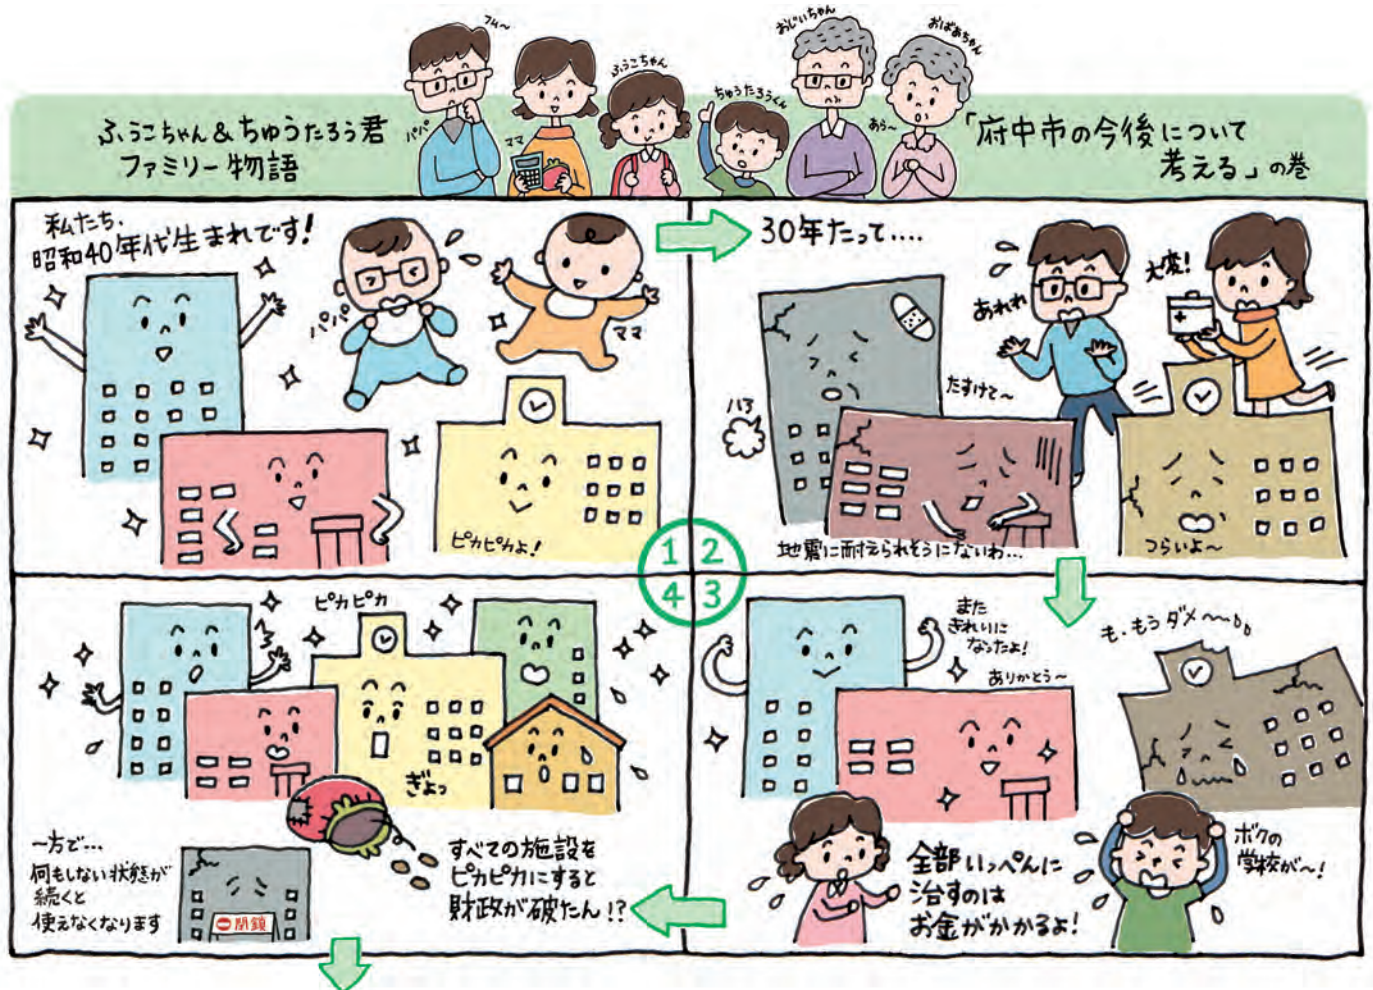 フム〜
パパ
ママ
ふうこちゃん
ちゅうたろうくん
おじいちゃん
あら〜
おばあちゃん
ふうこちゃん&ちゅうたろう君
ファミリー物語
「府中市の今後について
考える」の巻
私たち、
昭和40年代生まれです!
パパ
ママ
ピカピカよ!
1
30年たって....
あれれ
大変!
たすけて〜
ハァ
地震に耐えられそうにないわ...
つらいよ〜
2
また
きれいに
なったよ!
ありがとう〜
も、もうダメ〜
全部いっぺんに
治すのは
お金がかかるよ!
ボクの
学校が〜!
3
ピカピカ
ぎょっ
すべての施設を
ピカピカにすると
財政が破たん!?
一方で...
何もしない状態が
続くと
使えなくなります
閉鎖
4